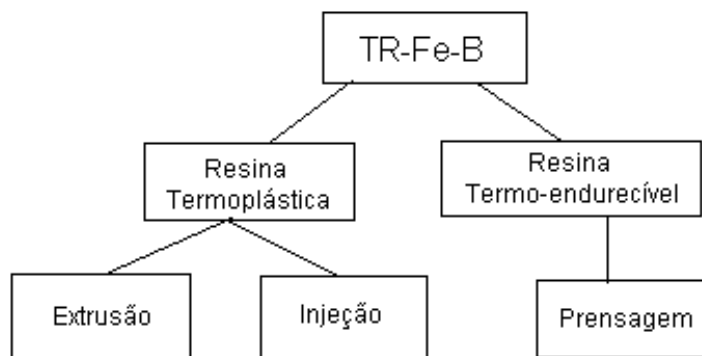 TR-Fe-B
Resina
Termoplástica
Resina
Termo-endurecível
Extrusão
Injeção
Prensagem